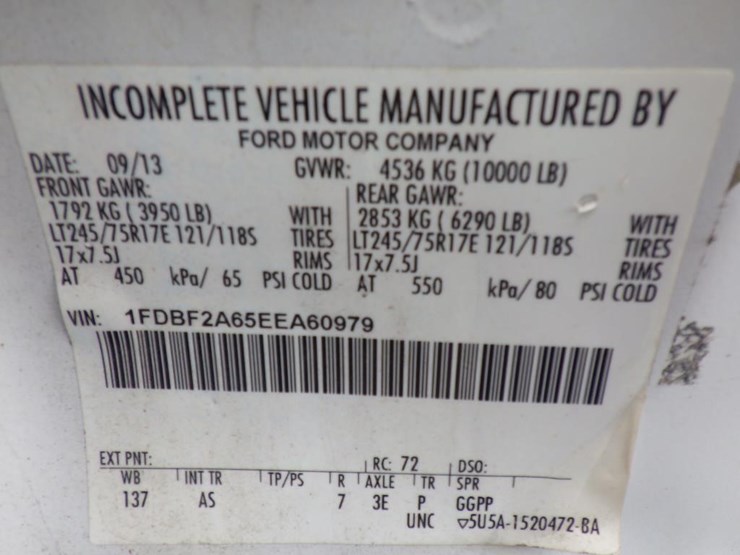 INCOMPLETE VEHICLE MANUFACTURED BY
FORD MOTOR COMPANY
DATE: 09/13 GVWR: 4536 KG (10000 LB)
FRONT GAWR: REAR GAWR:
1792 KG ( 3950 LB) WITH 2853 KG ( 6290 LB) WITH
LT245/75R17E 121/118S TIRES LT245/75R17E 121/118S TIRES
17x7.5J RIMS 17x7.5J RIMS
AT 450 kPa/ 65 PSI COLD AT 550 kPa/ 80 PSI COLD
VIN: 1FDBF2A65EEA60979
EXT PNT: RC: 72 DSO:
WB INT TR TP/PS R AXLE TR SPR
137 AS 7 3E P GGPP
UNC ▽5U5A-1520472-BA